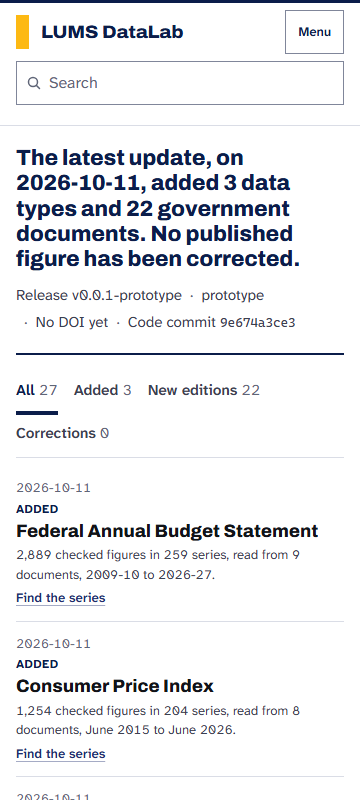 LUMS DataLab
Menu
Search
The latest update, on
2026-10-11, added 3 data
types and 22 government
documents. No published
figure has been corrected.
Release v0.0.1-prototype · prototype
· No DOI yet · Code commit 9e674a3ce3
All 27 Added 3 New editions 22
Corrections 0
2026-10-11
ADDED
Federal Annual Budget Statement
2,889 checked figures in 259 series, read from 9
documents, 2009-10 to 2026-27.
Find the series
2026-10-11
ADDED
Consumer Price Index
1,254 checked figures in 204 series, read from 8
documents, June 2015 to June 2026.
Find the series
2026-10-11